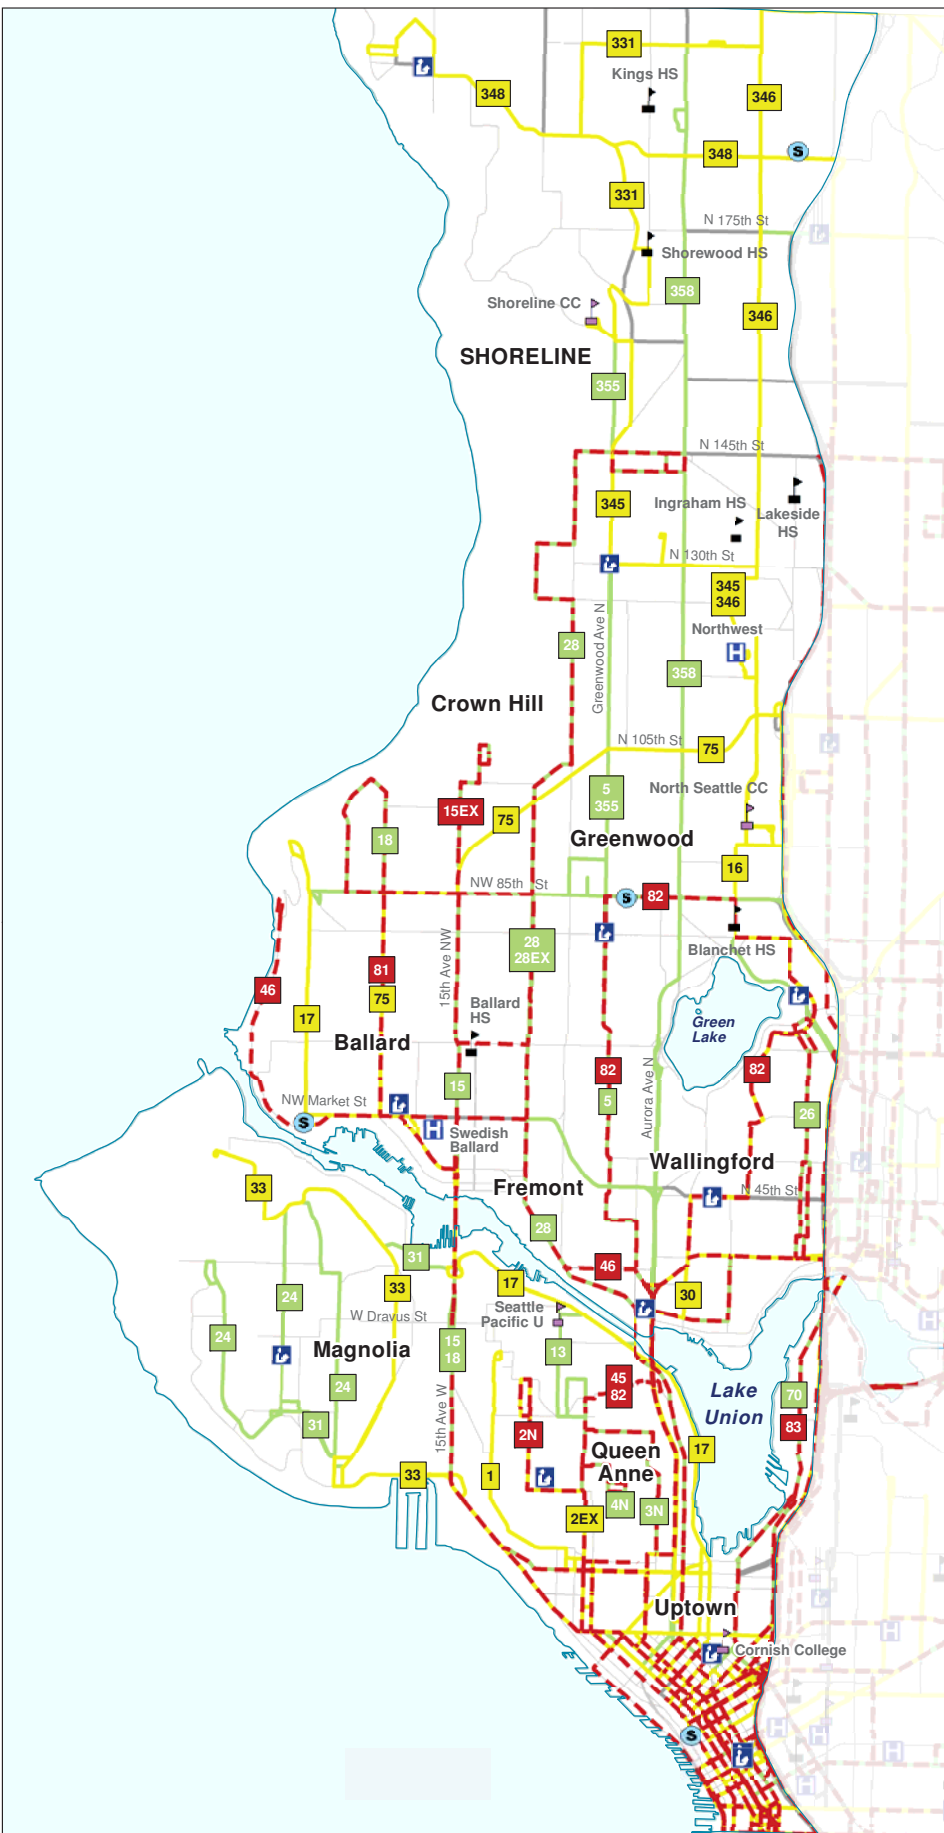 331
Kings HS
348
346
348
S
331
N 175th St
Shorewood HS
358
Shoreline CC
346
SHORELINE
355
N 145th St
345
Ingraham HS
Lakeside
HS
N 130th St
345
346
Greenwood Ave N
Northwest
H
28
358
Crown Hill
N 105th St
75
North Seattle CC
5
355
15EX
75
18
Greenwood
16
NW 85th St
S
82
28
28EX
Blanchet HS
15th Ave NW
81
46
75
17
Ballard
HS
Green
Lake
Ballard
82
82
15
5
26
Aurora Ave N
NW Market St
S
H
Swedish
Ballard
Wallingford
33
Fremont
N 45th St
28
31
46
33
17
30
24
Seattle
Pacific U
W Dravus St
24
15
18
13
Magnolia
24
45
82
Lake
Union
70
83
31
15th Ave W
2N
Queen
Anne
17
33
1
4N
3N
2EX
Uptown
Cornish College
S
H
H
H
H
H
H